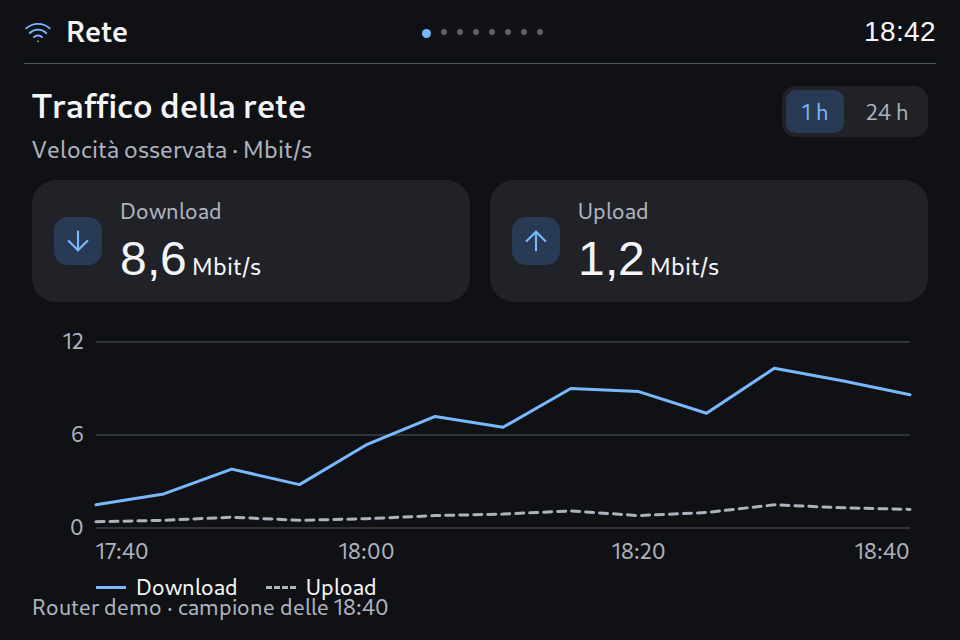 Rete
18:42
Traffico della rete
1 h
24 h
Velocità osservata · Mbit/s
Download
8,6 Mbit/s
Upload
1,2 Mbit/s
12
6
0
17:40
18:00
18:20
18:40
Download
Upload
Router demo · campione delle 18:40